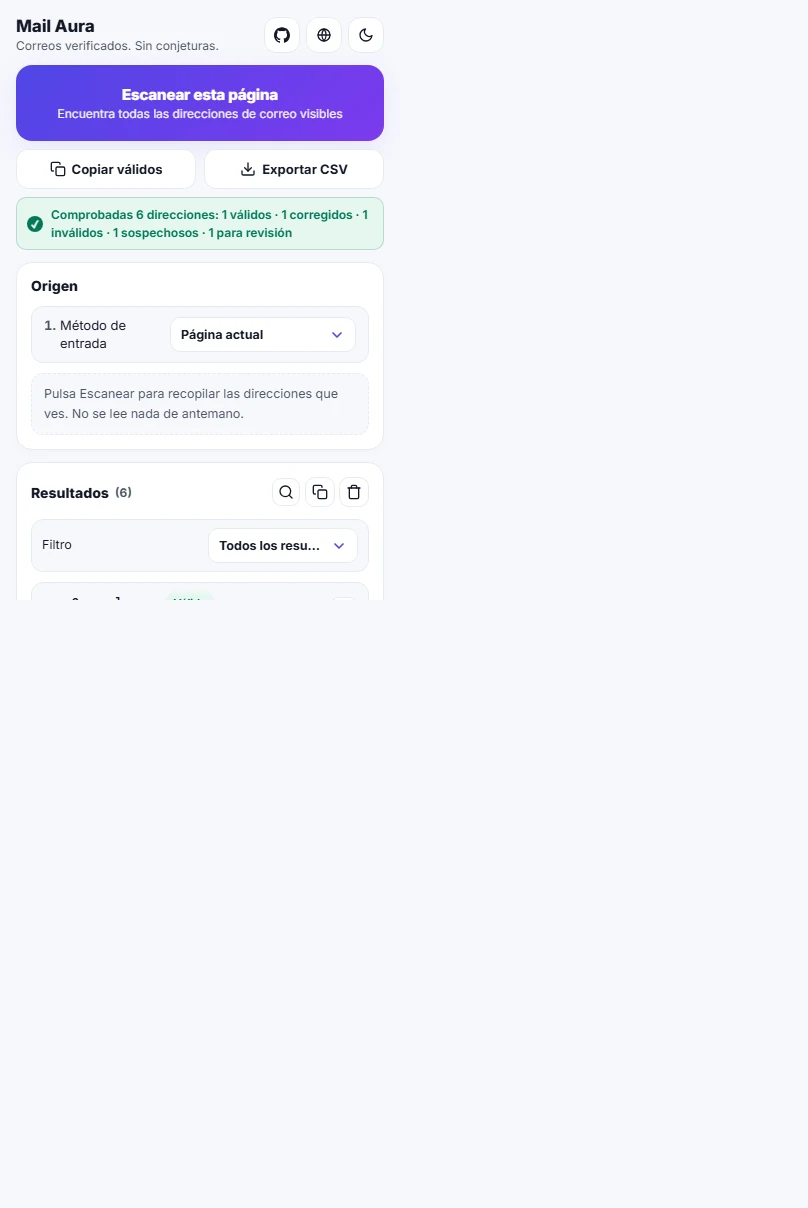 Mail Aura
Correos verificados. Sin conjeturas.
Escanear esta página
Encuentra todas las direcciones de correo visibles
Copiar válidos
Exportar CSV
Comprobadas 6 direcciones: 1 válidos · 1 corregidos · 1
inválidos · 1 sospechosos · 1 para revisión
Origen
1. Método de
entrada
Página actual
Pulsa Escanear para recopilar las direcciones que
ves. No se lee nada de antemano.
Resultados (6)
Filtro
Todos los resu...